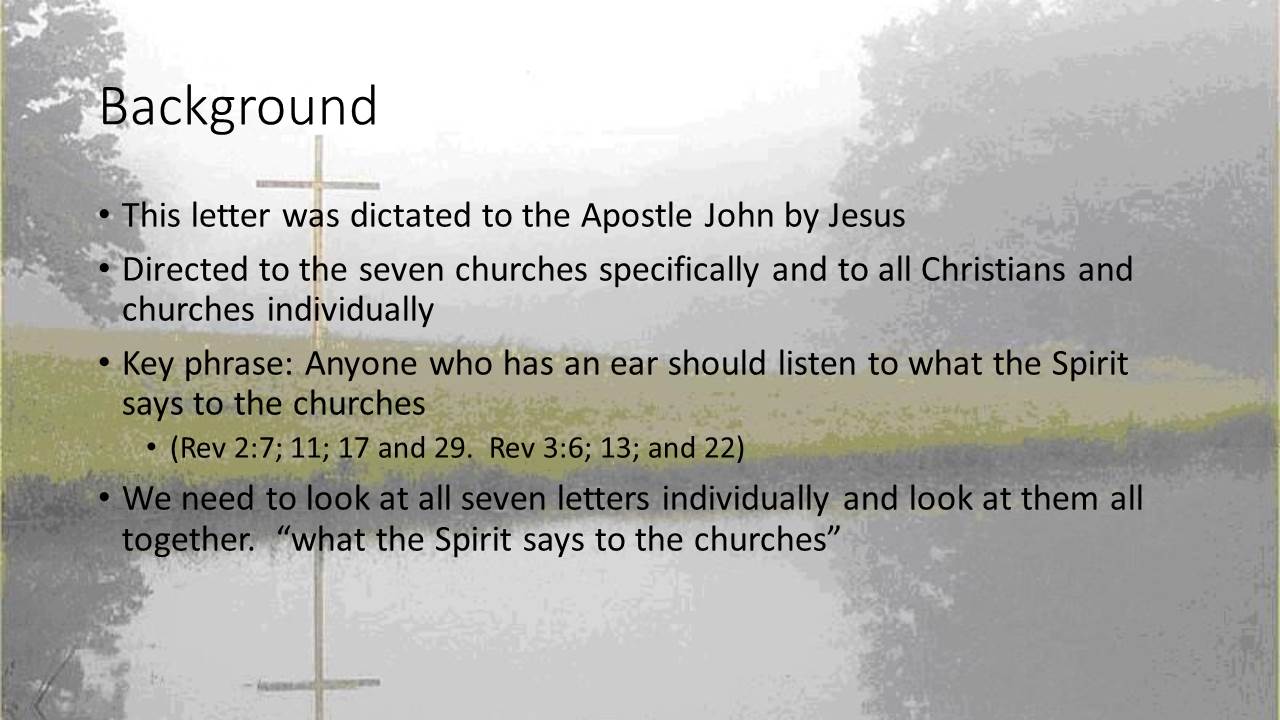 Background
• This letter was dictated to the Apostle John by Jesus
• Directed to the seven churches specifically and to all Christians and
churches individually
• Key phrase: Anyone who has an ear should listen to what the Spirit
says to the churches
• (Rev 2:7; 11; 17 and 29.  Rev 3:6; 13; and 22)
• We need to look at all seven letters individually and look at them all
together.  “what the Spirit says to the churches”